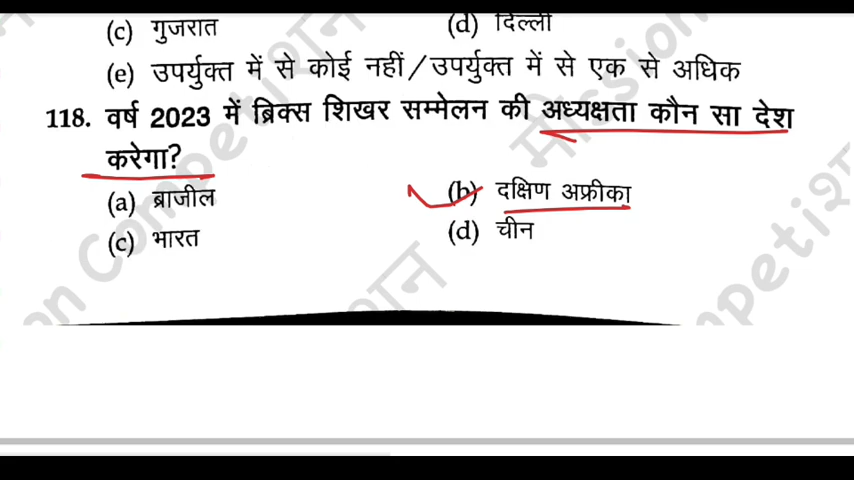 (c) गुजरात (d) दिल्ली
(e) उपर्युक्त में से कोई नहीं/उपर्युक्त में से एक से अधिक
118. वर्ष 2023 में ब्रिक्स शिखर सम्मेलन की अध्यक्षता कौन सा देश
करेगा?
(a) ब्राजील (b) दक्षिण अफ्रीका
(c) भारत (d) चीन